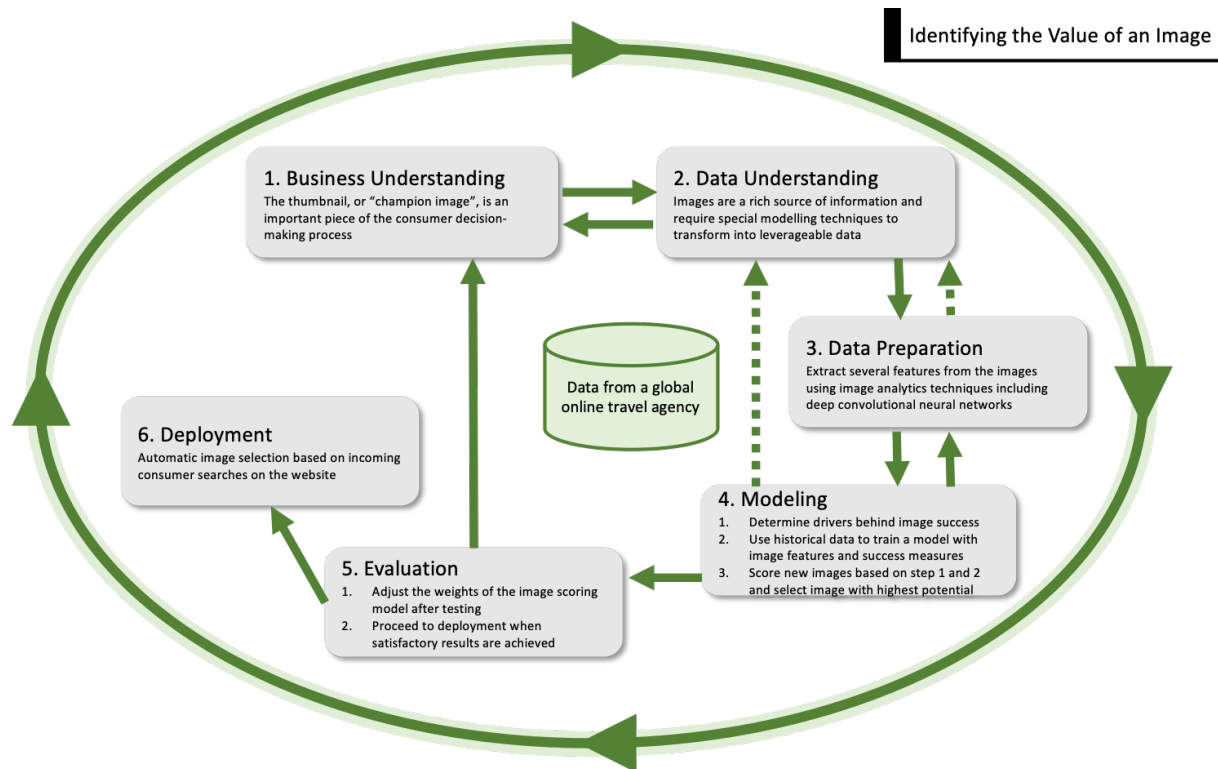 Identifying the Value of an Image
1. Business Understanding
The thumbnail, or “champion image”, is an
important piece of the consumer decision-
making process
2. Data Understanding
Images are a rich source of information and
require special modelling techniques to
transform into leverageable data
3. Data Preparation
Extract several features from the images
using image analytics techniques including
deep convolutional neural networks
Data from a global
online travel agency
6. Deployment
Automatic image selection based on incoming
consumer searches on the website
4. Modeling
1. Determine drivers behind image success
2. Use historical data to train a model with
image features and success measures
3. Score new images based on step 1 and 2
and select image with highest potential
5. Evaluation
1. Adjust the weights of the image scoring
model after testing
2. Proceed to deployment when
satisfactory results are achieved